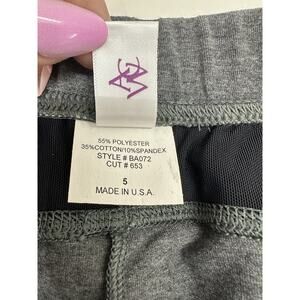 55% POLYESTER
35%COTTON/10%SPANDEX
STYLE # BA072
CUT # 653
5
MADE IN U.S.A.